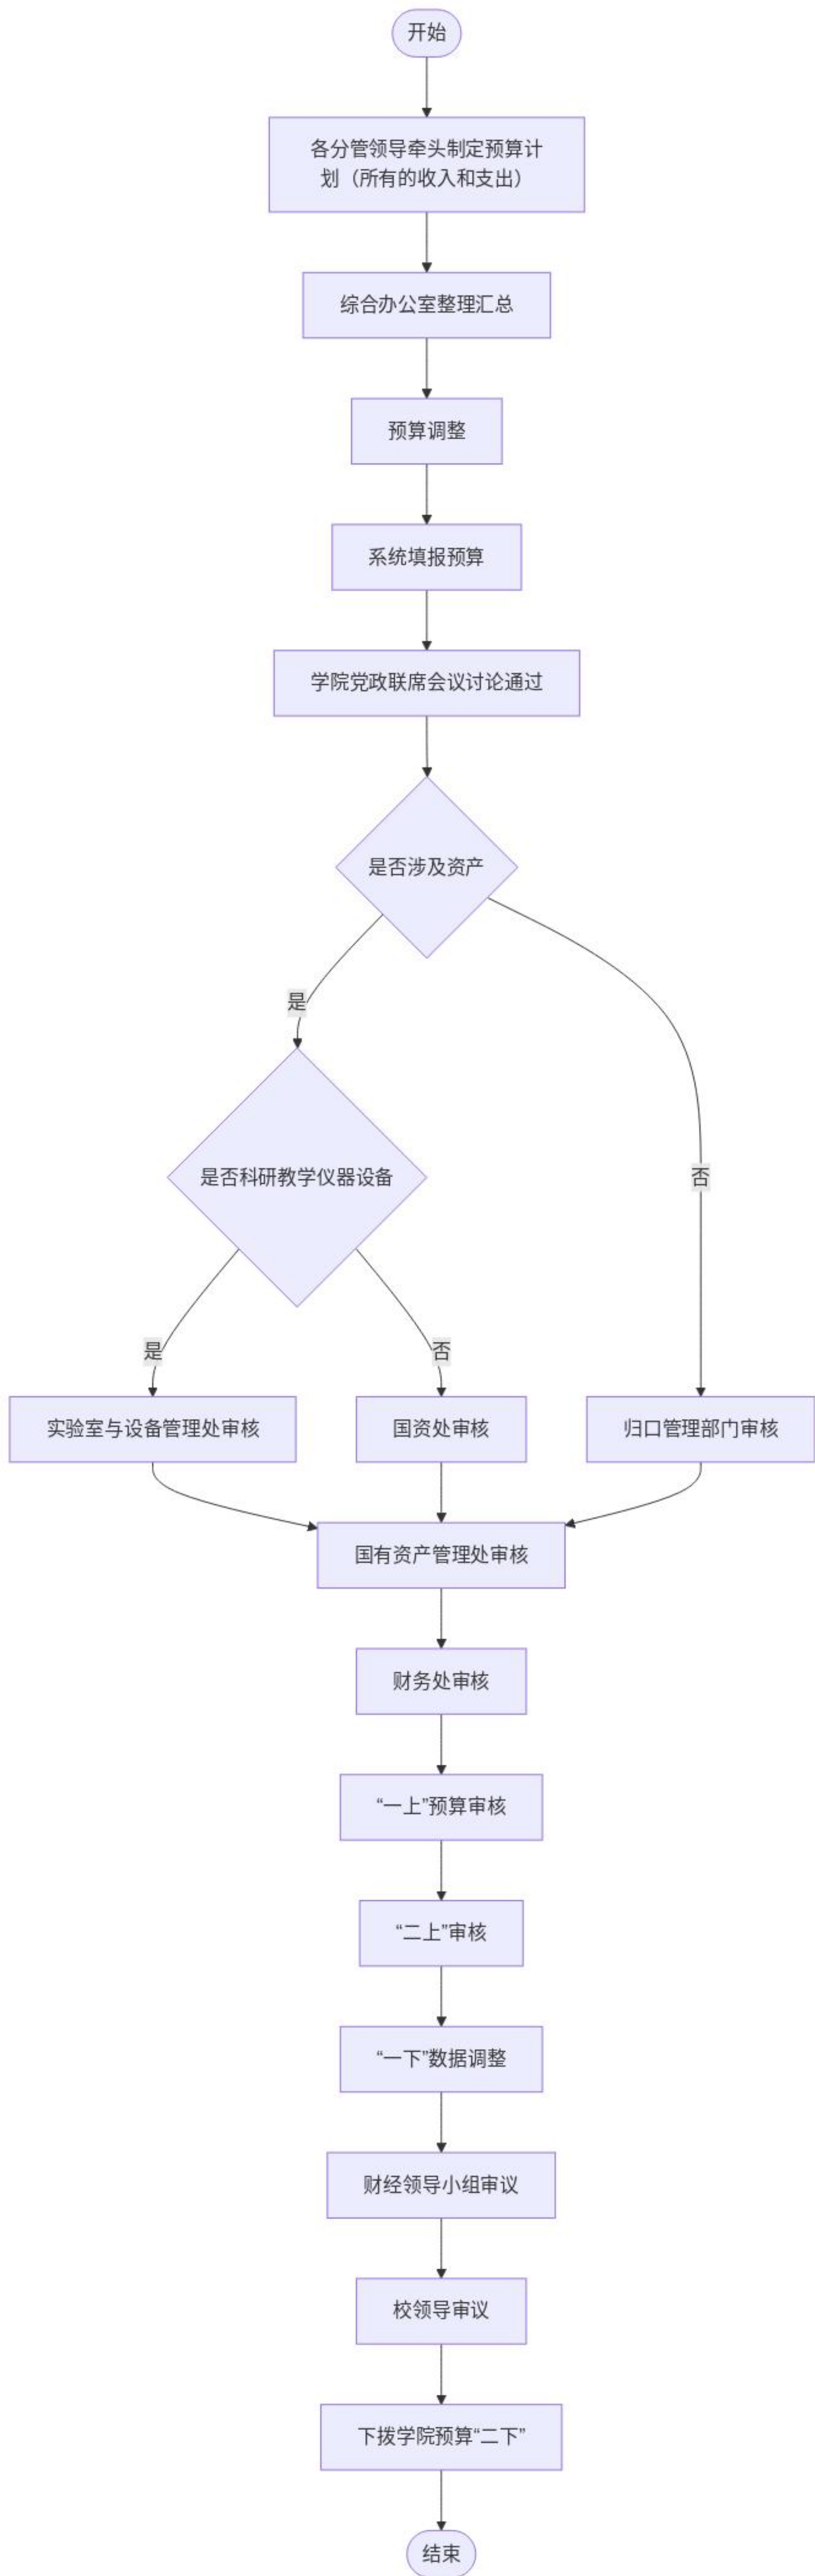 开始
各分管领导牵头制定预算计
划（所有的收入和支出）
综合办公室整理汇总
预算调整
系统填报预算
学院党政联席会议讨论通过
是否涉及资产
是
是否科研教学仪器设备
否
是
否
实验室与设备管理处审核
国资处审核
归口管理部门审核
国有资产管理处审核
财务处审核
“一上”预算审核
“二上”审核
“一下”数据调整
财经领导小组审议
校领导审议
下拨学院预算“二下”
结束